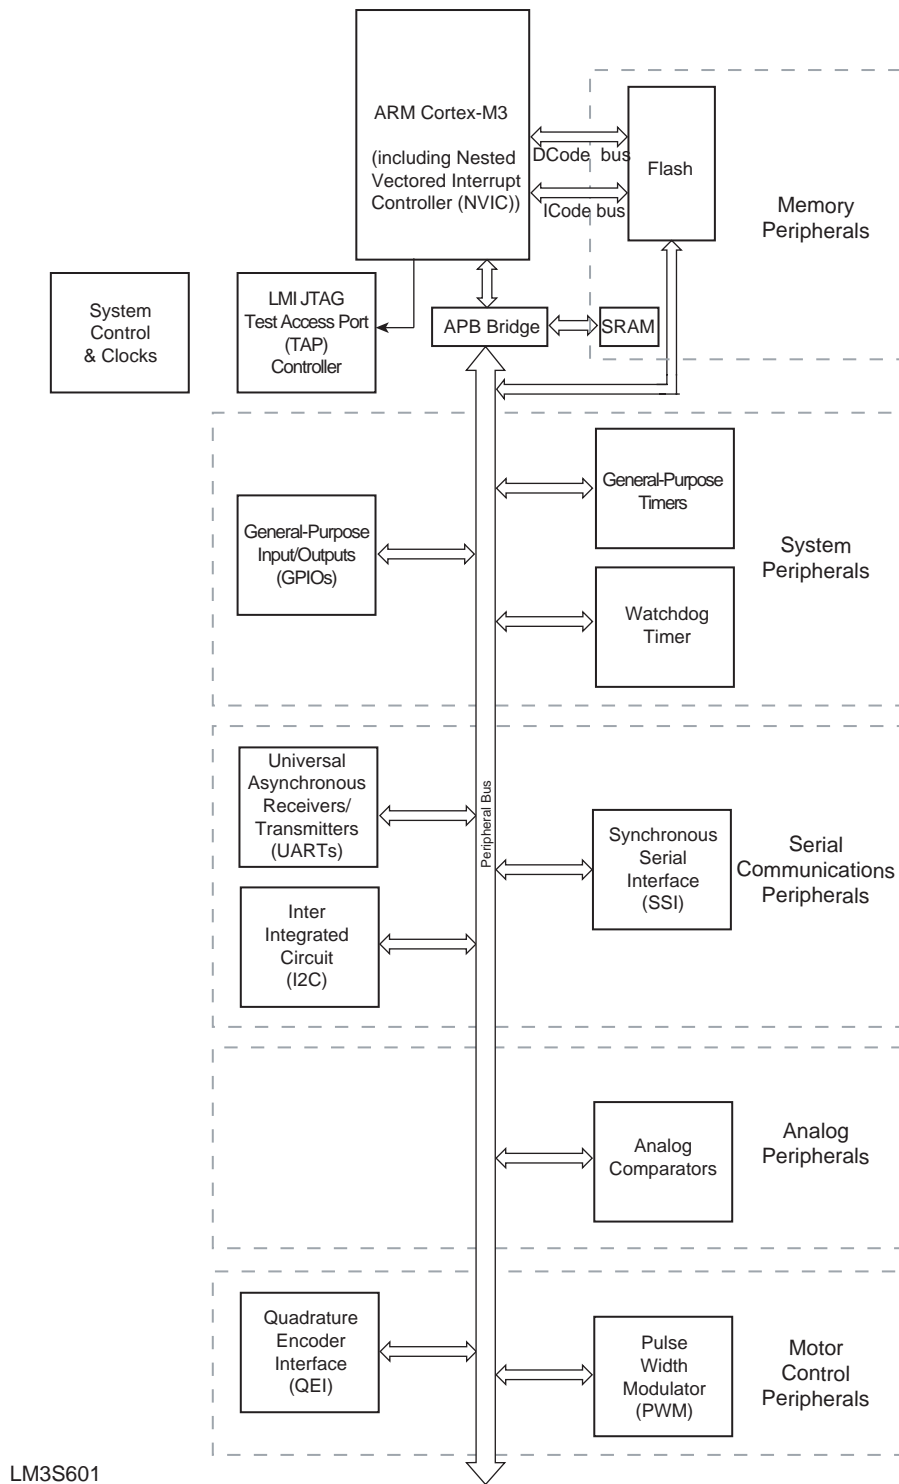 ARM Cortex-M3
(including Nested
Vectored Interrupt
Controller (NVIC))
DCode bus
ICode bus
Flash
Memory
Peripherals
System
Control
& Clocks
LMI JTAG
Test Access Port
(TAP)
Controller
APB Bridge
SRAM
General-Purpose
Timers
General-Purpose
Input/Outputs
(GPIOs)
System
Peripherals
Watchdog
Timer
Universal
Asynchronous
Receivers/
Transmitters
(UARTs)
Peripheral Bus
Synchronous
Serial
Interface
(SSI)
Serial
Communications
Peripherals
Inter
Integrated
Circuit
(I2C)
Analog
Comparators
Analog
Peripherals
Quadrature
Encoder
Interface
(QEI)
Pulse
Width
Modulator
(PWM)
Motor
Control
Peripherals
LM3S601